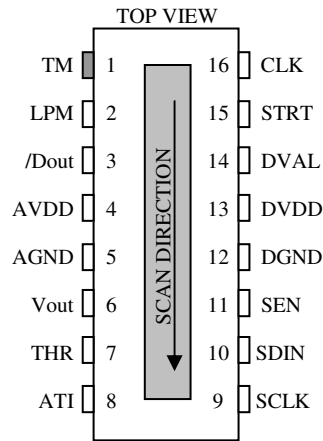 TOP VIEW
TM 1 16 CLK
LPM 2 15 STRT
/Dout 3 14 DVAL
AVDD 4 13 DVDD
AGND 5 12 DGND
Vout 6 11 SEN
THR 7 10 SDIN
ATI 8 9 SCLK
SCAN DIRECTION